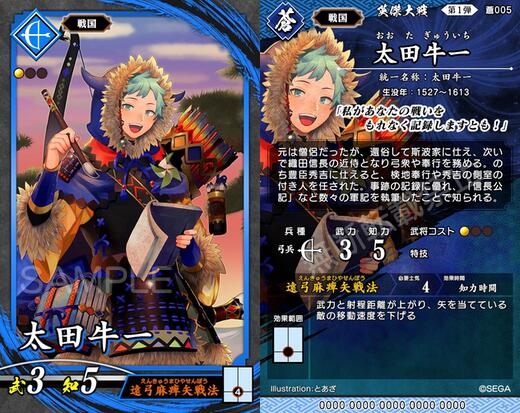 戦国
SAMPLE
太田牛一
武3 知5
えんきゅうまひやせんぽう
遠弓麻痺矢戦法
4
蒼
戦国
英傑大戦
第1弾
蒼005
おおた ぎゅういち
太田牛一
統一名称:太田牛一
生没年:1527~1613
「私があなたの戦いを
もれなく記録しますとも!」
元は僧侶だったが、還俗して斯波家に仕え、次い
で織田信長の近侍となり弓衆や奉行を務める。の
ち豊臣秀吉に仕えると、検地奉行や秀吉の側室の
付き人を任された。事跡の記録に優れ、『信長公
記』など数々の軍記を執筆したことで知られる。
兵種 武力 知力 武将コスト
弓兵 3 5 特技
えんきゅうまひやせんぽう
遠弓麻痺矢戦法
必要士気
4
効果時間
知力時間
効果範囲
武力と射程距離が上がり、矢を当てている
敵の移動速度を下げる
Illustration:とあざ
©SEGA
0000 0000 0000 0000 0000